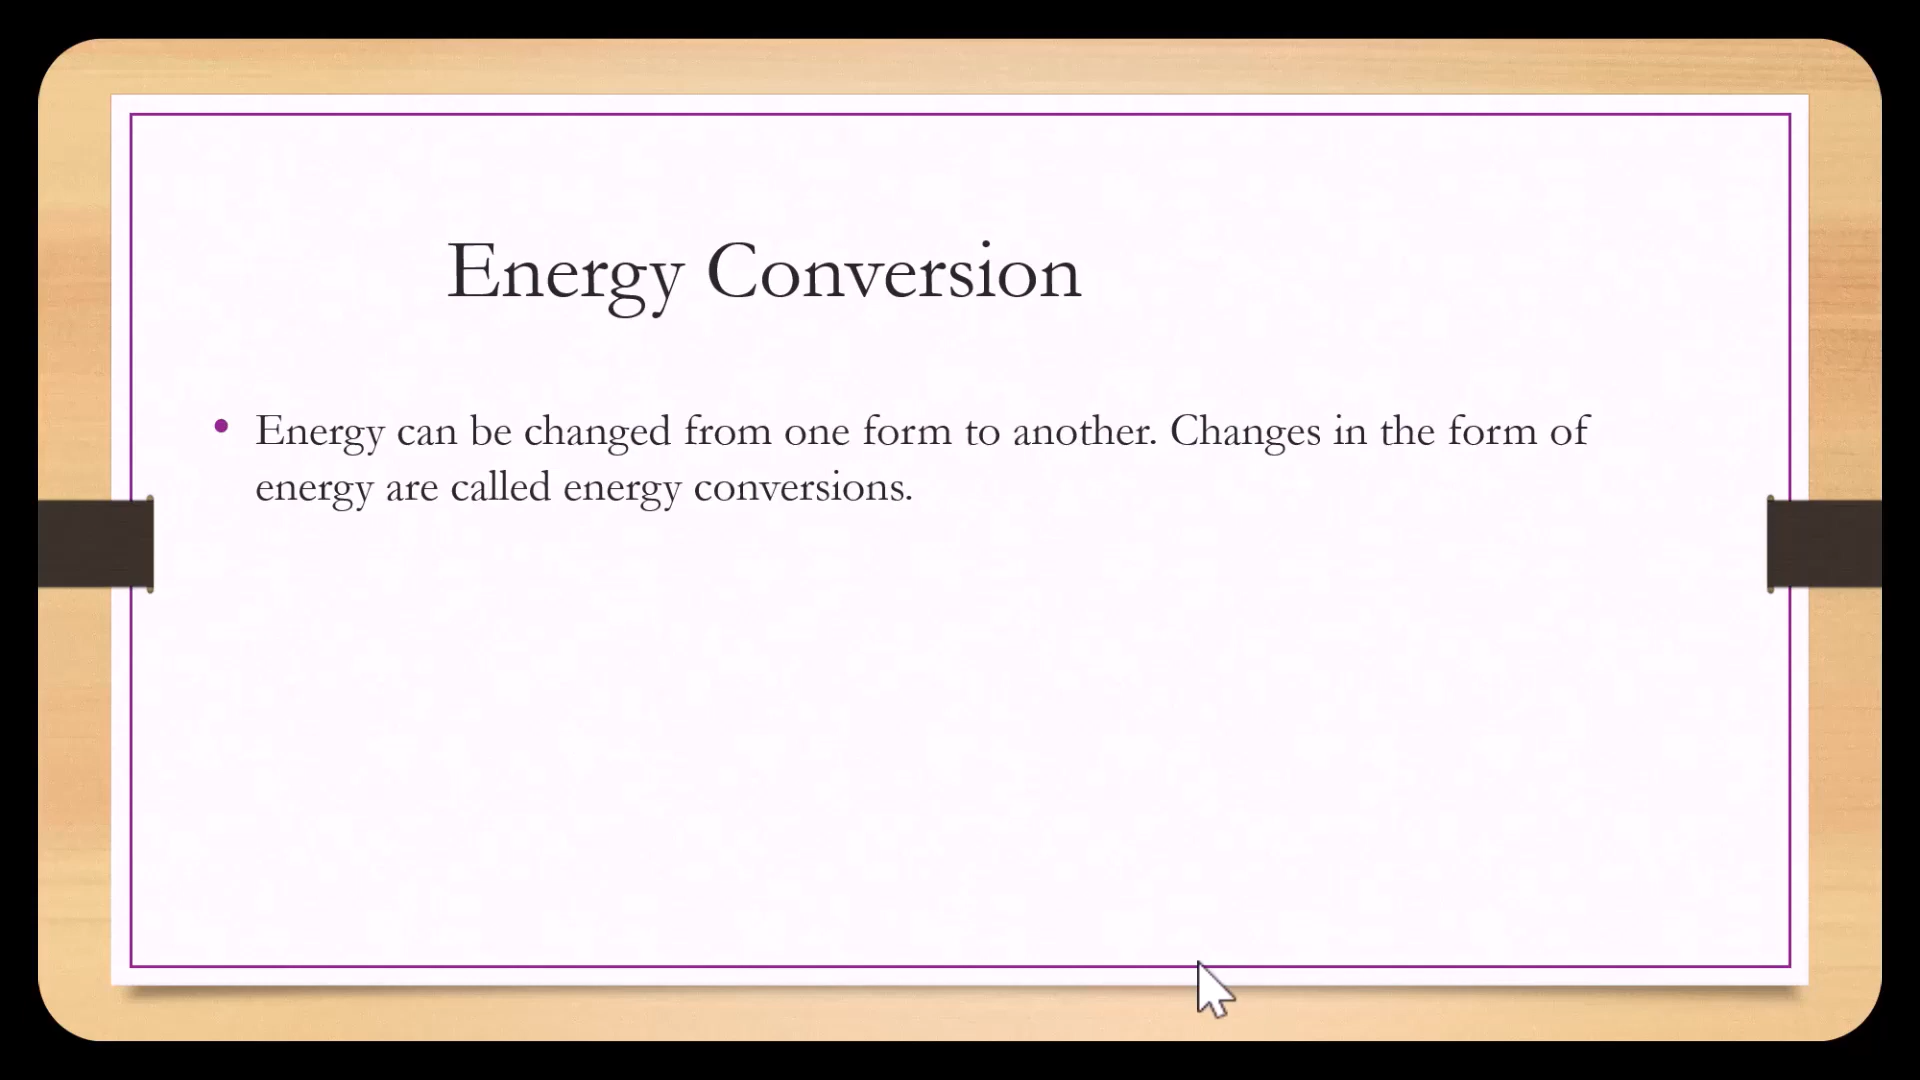 Energy Conversion
• Energy can be changed from one form to another. Changes in the form of
energy are called energy conversions.